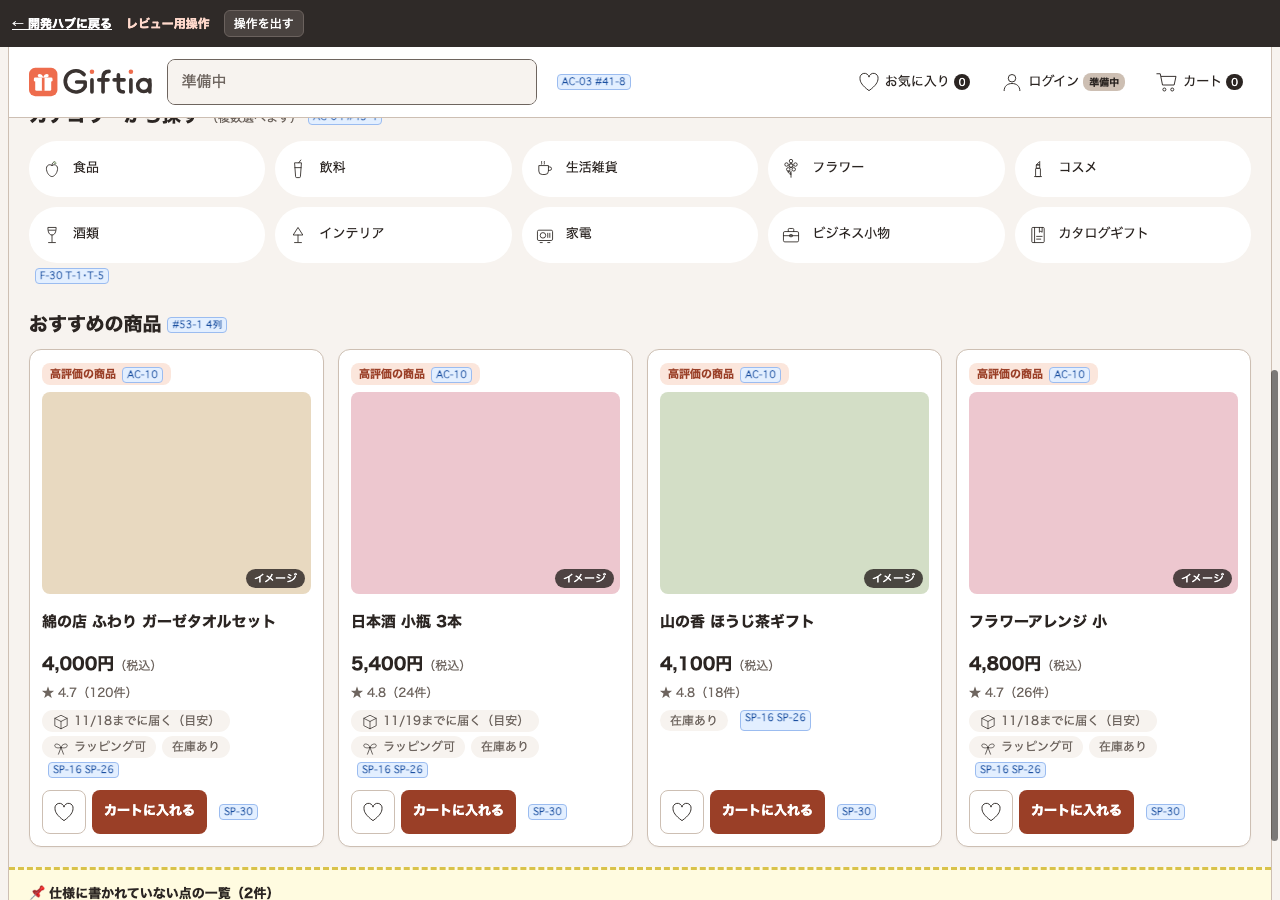 ← 開発ハブに戻る レビュー用操作 操作を出す
Giftia 準備中 AC-03 #41-8 お気に入り 0 ログイン 準備中 カート 0
カテゴリーから探す （複数選べます）
食品 飲料 生活雑貨 フラワー コスメ
酒類 インテリア 家電 ビジネス小物 カタログギフト
F-30 T-1・T-5
おすすめの商品 #53-1 4列
高評価の商品 AC-10
イメージ
綿の店 ふわり ガーゼタオルセット
4,000円（税込）
★ 4.7（120件）
11/18までに届く（目安）
ラッピング可 在庫あり
SP-16 SP-26
カートに入れる SP-30
高評価の商品 AC-10
イメージ
日本酒 小瓶 3本
5,400円（税込）
★ 4.8（24件）
11/19までに届く（目安）
ラッピング可 在庫あり
SP-16 SP-26
カートに入れる SP-30
高評価の商品 AC-10
イメージ
山の香 ほうじ茶ギフト
4,100円（税込）
★ 4.8（18件）
在庫あり SP-16 SP-26
カートに入れる SP-30
高評価の商品 AC-10
イメージ
フラワーアレンジ 小
4,800円（税込）
★ 4.7（26件）
11/18までに届く（目安）
ラッピング可 在庫あり
SP-16 SP-26
カートに入れる SP-30
📌 仕様に書かれていない点の一覧（2件）